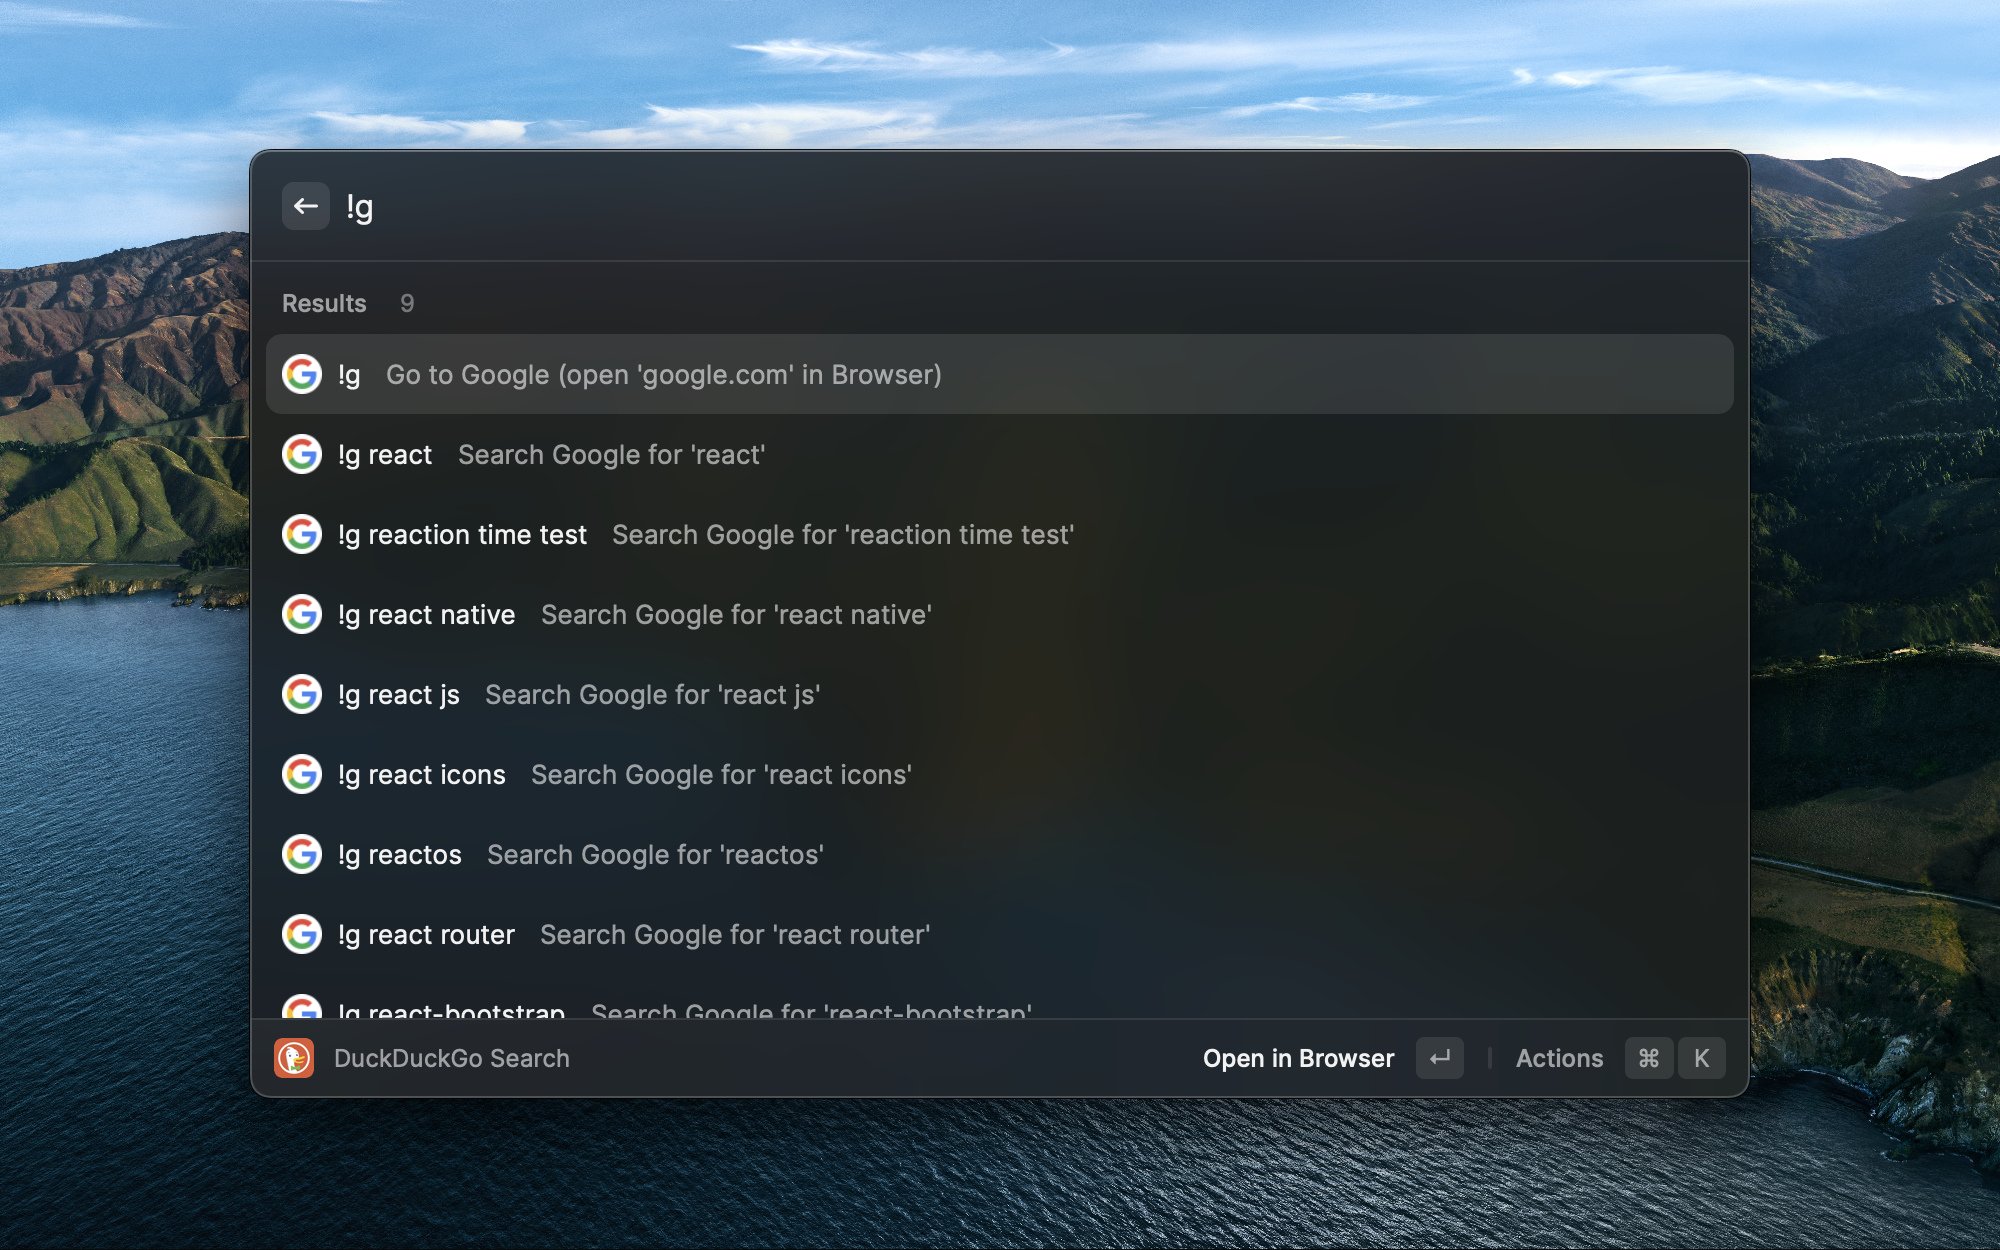 !g
Results 9
!g Go to Google (open 'google.com' in Browser)
!g react Search Google for 'react'
!g reaction time test Search Google for 'reaction time test'
!g react native Search Google for 'react native'
!g react js Search Google for 'react js'
!g react icons Search Google for 'react icons'
!g reactos Search Google for 'reactos'
!g react router Search Google for 'react router'
!g react-bootstrap Search Google for 'react-bootstrap'
DuckDuckGo Search Open in Browser ↵ Actions ⌘ K